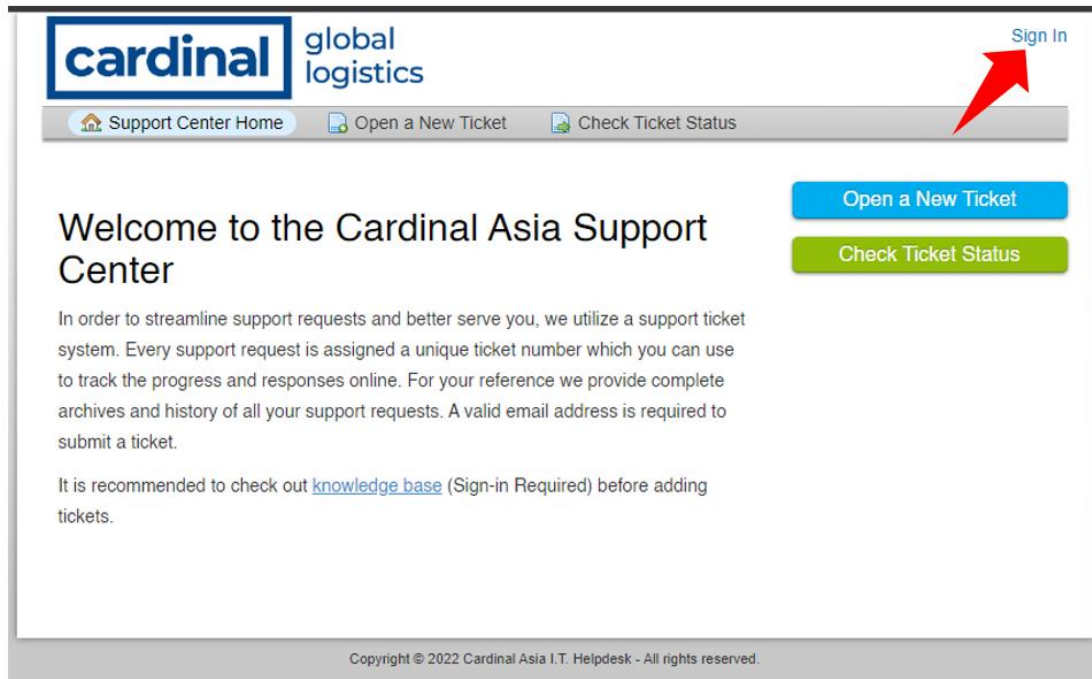 cardinal
global
logistics
Sign In
Support Center Home
Open a New Ticket
Check Ticket Status
Open a New Ticket
Check Ticket Status
Welcome to the Cardinal Asia Support
Center
In order to streamline support requests and better serve you, we utilize a support ticket
system. Every support request is assigned a unique ticket number which you can use
to track the progress and responses online. For your reference we provide complete
archives and history of all your support requests. A valid email address is required to
submit a ticket.
It is recommended to check out knowledge base (Sign-in Required) before adding
tickets.
Copyright © 2022 Cardinal Asia I.T. Helpdesk - All rights reserved.